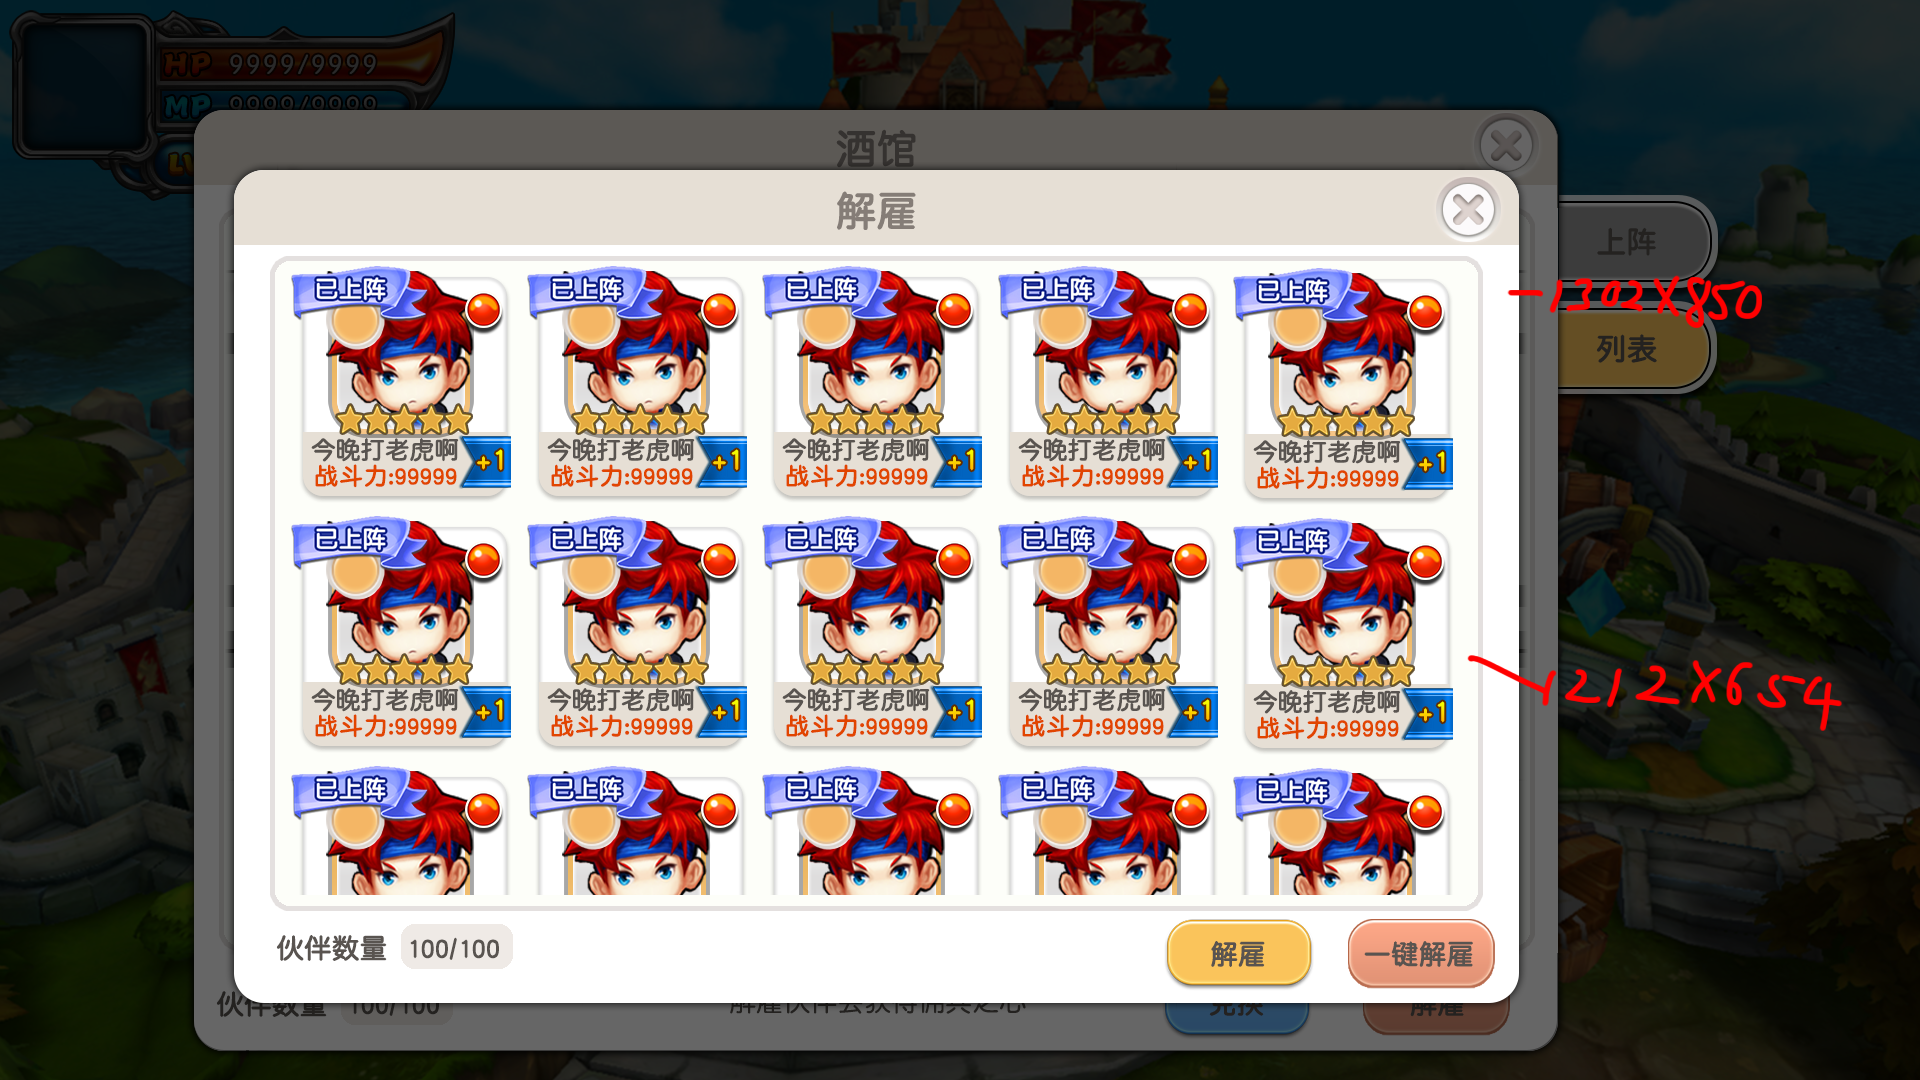 HP 9999/9999
MP 9999/9999
LV
酒馆
解雇
上阵
-1302X850
列表
已上阵 已上阵 已上阵 已上阵 已上阵
今晚打老虎啊 今晚打老虎啊 今晚打老虎啊 今晚打老虎啊 今晚打老虎啊
战斗力:99999 战斗力:99999 战斗力:99999 战斗力:99999 战斗力:99999
+1 +1 +1 +1 +1
已上阵 已上阵 已上阵 已上阵 已上阵
1212X654
今晚打老虎啊 今晚打老虎啊 今晚打老虎啊 今晚打老虎啊 今晚打老虎啊
战斗力:99999 战斗力:99999 战斗力:99999 战斗力:99999 战斗力:99999
+1 +1 +1 +1 +1
已上阵 已上阵 已上阵 已上阵 已上阵
伙伴数量 100/100 解雇 一键解雇
伙伴数量 100/100 解雇伙伴会获得佣兵之心 兑换 解雇